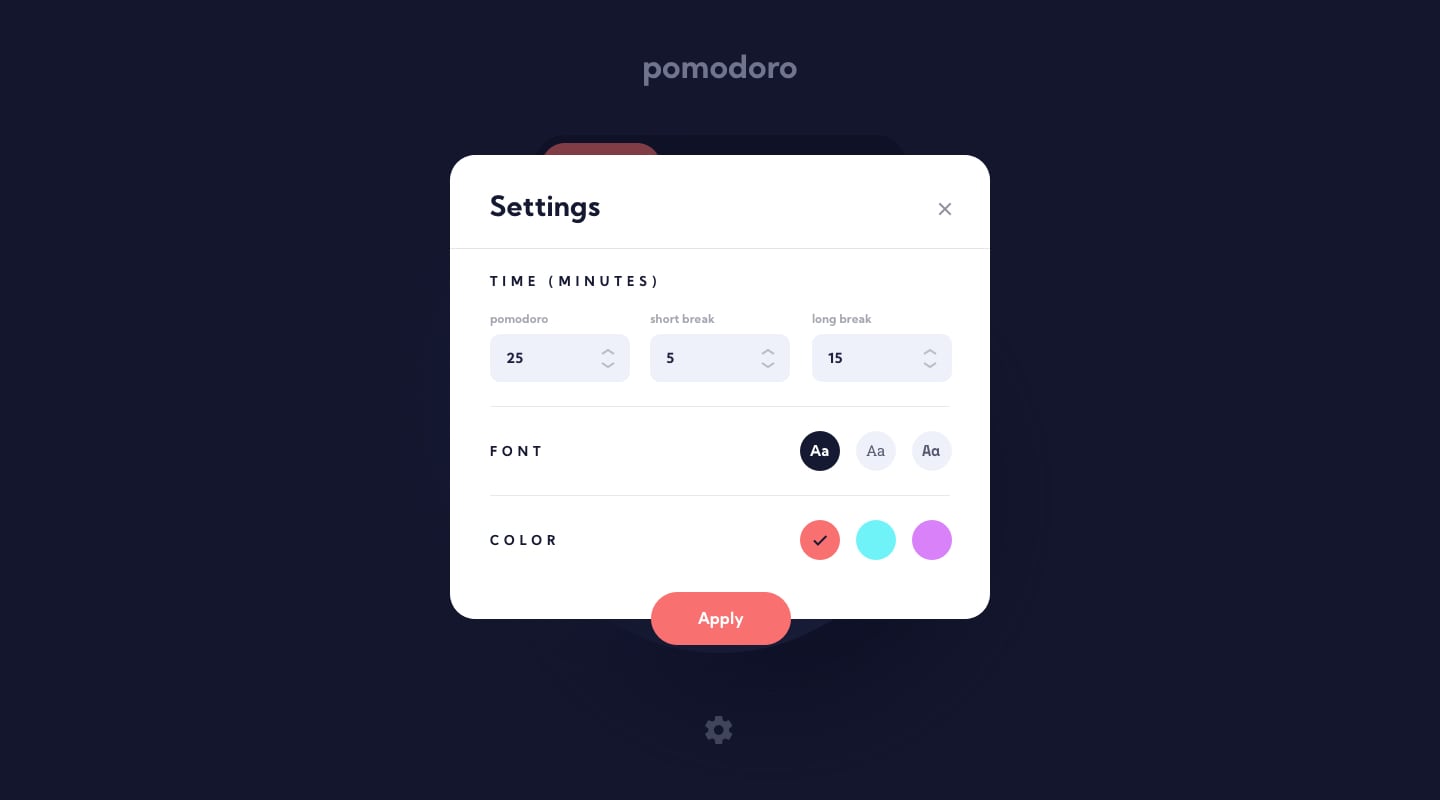 pomodoro
Settings
TIME (MINUTES)
pomodoro short break long break
25 5 15
FONT Aa Aa Aa
COLOR
Apply